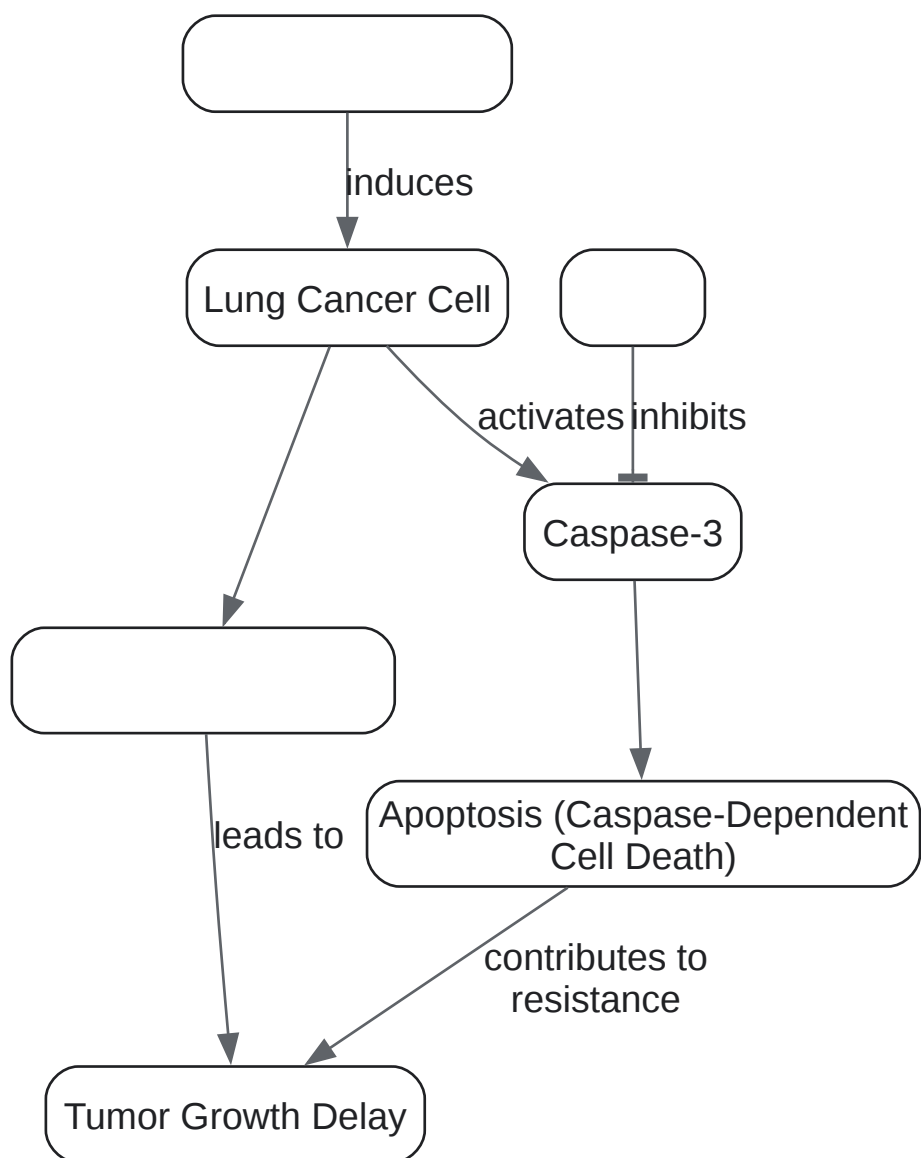 induces
Lung Cancer Cell
activates
inhibits
Caspase-3
leads to
Apoptosis (Caspase-Dependent
Cell Death)
contributes to
resistance
Tumor Growth Delay